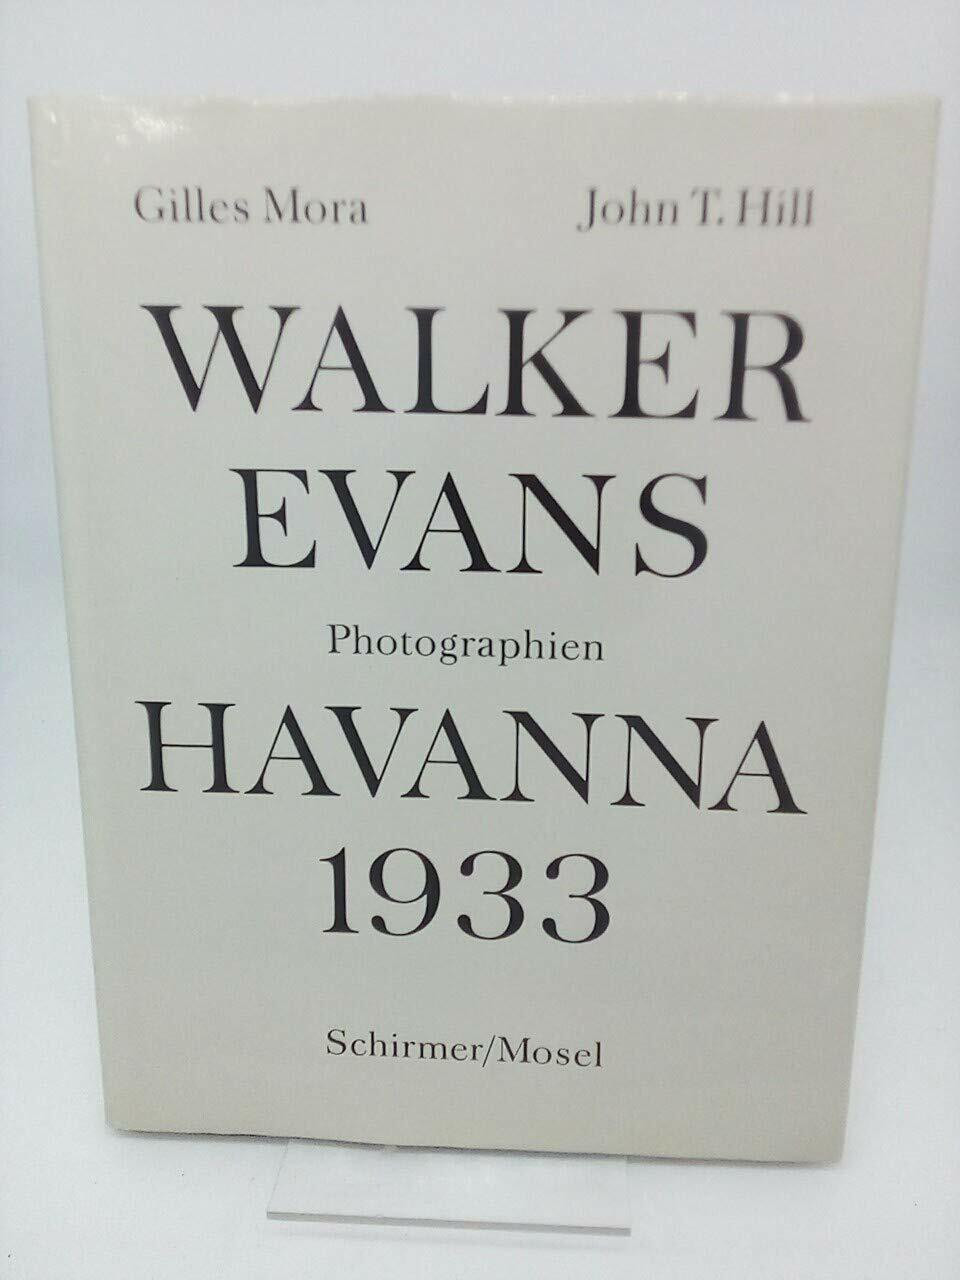 Gilles Mora John T. Hill
WALKER
EVANS
Photographien
HAVANNA
1933
Schirmer/Mosel